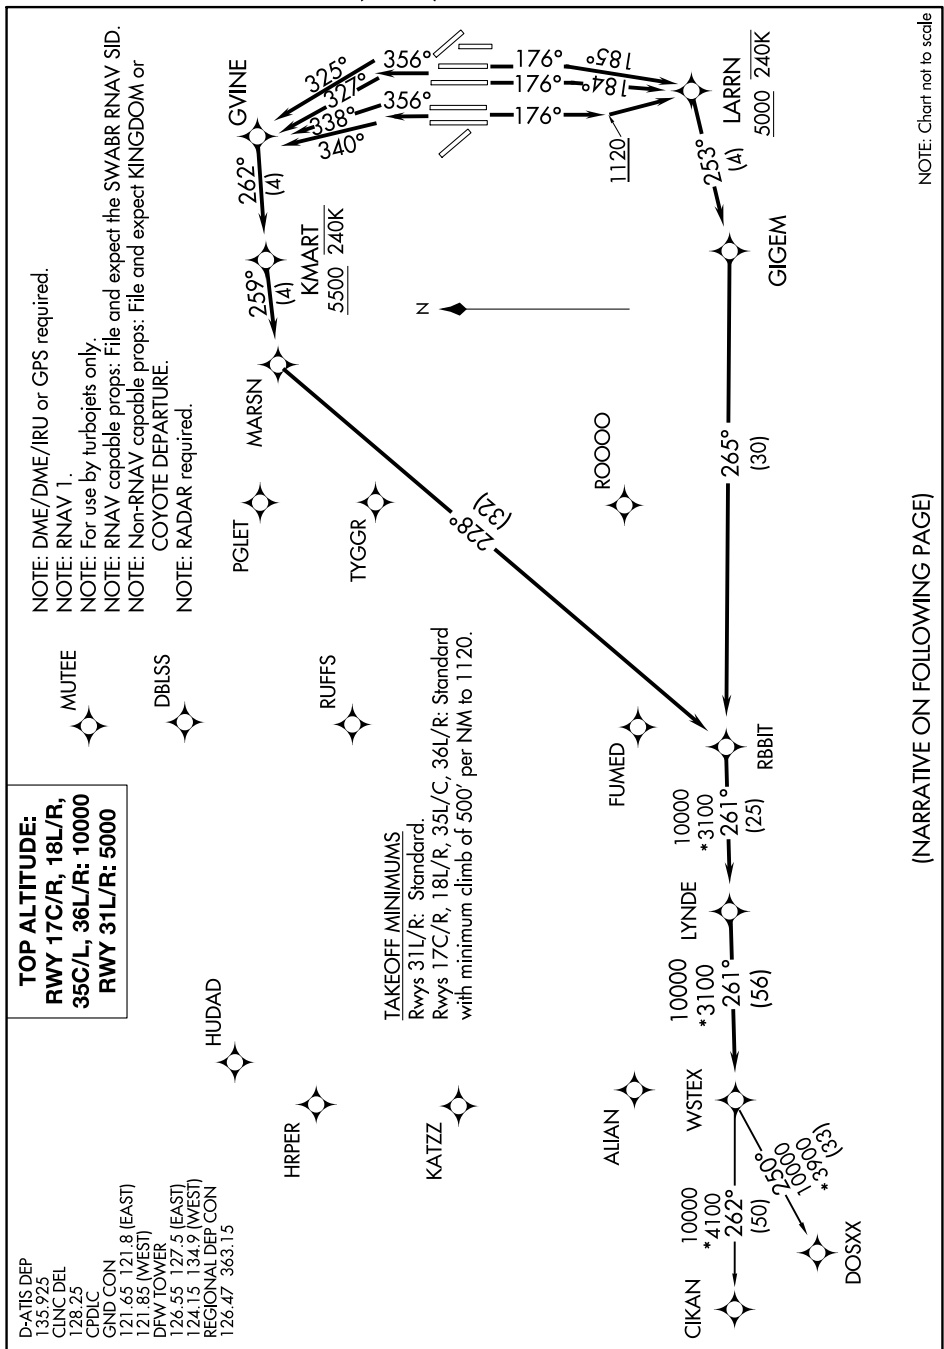 D-ATIS DEP
135.925
CLNC DEL
128.25
CPDLC
GND CON
121.65 121.8 (EAST)
121.85 (WEST)
DFW TOWER
126.55 127.5 (EAST)
124.15 134.9 (WEST)
REGIONAL DEP CON
126.47 363.15
TOP ALTITUDE:
RWY 17C/R, 18L/R,
35C/L, 36L/R: 10000
RWY 31L/R: 5000
NOTE: DME/DME/IRU or GPS required.
NOTE: RNAV 1.
NOTE: For use by turbojets only.
NOTE: RNAV capable props: File and expect the SWABR RNAV SID.
NOTE: Non-RNAV capable props: File and expect KINGDOM or
COYOTE DEPARTURE.
NOTE: RADAR required.
MUTEE
DBLSS
HUDAD
RUFFS
HRPER
KATZZ
PGLET
TYGGR
MARSN
259°
(4)
KMART
5500 240K
262°
(4)
GVINE
325°
327°
338°
340°
356°
356°
176°
176°
176°
185°
184°
1120
LARRN
5000 240K
253°
(4)
GIGEM
N
TAKEOFF MINIMUMS
Rwys 31L/R: Standard.
Rwys 17C/R, 18L/R, 35L/C, 36L/R: Standard
with minimum climb of 500' per NM to 1120.
228°
(32)
ROOOO
FUMED
ALIAN
265°
(30)
RBBIT
10000
*3100
261°
(25)
LYNDE
10000
*3100
261°
(56)
WSTEX
10000
*4100
262°
(50)
CIKAN
250°
10000
*3900
(33)
DOSXX
(NARRATIVE ON FOLLOWING PAGE)
NOTE: Chart not to scale